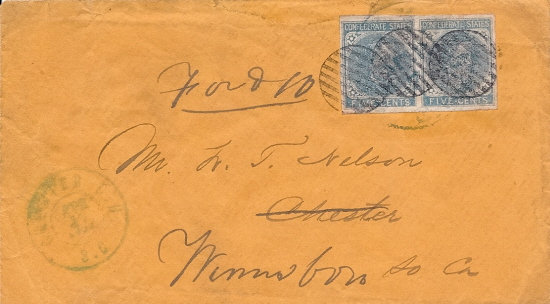 CONFEDERATE STATES CONFEDERATE STATES
FIVE CENTS FIVE CENTS
Ford 10
Mr. L. T. Nelson
Chester
Winnsboro So Ca
S.C